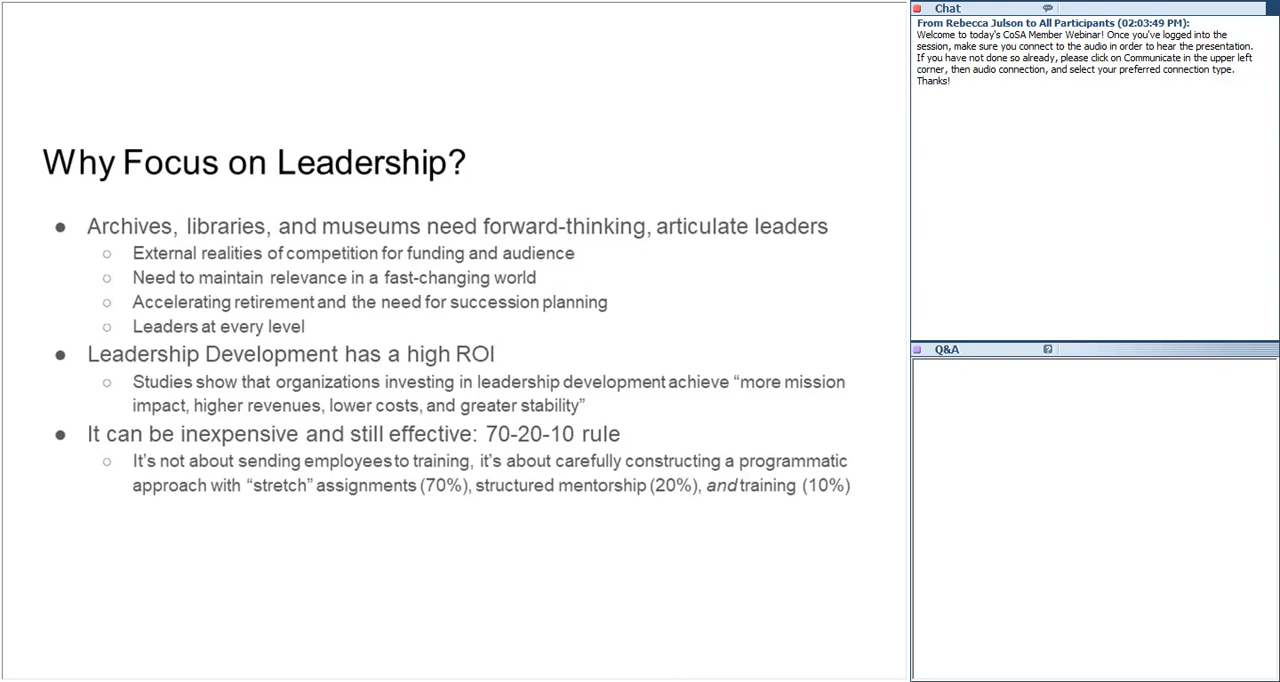 Why Focus on Leadership?
● Archives, libraries, and museums need forward-thinking, articulate leaders
○ External realities of competition for funding and audience
○ Need to maintain relevance in a fast-changing world
○ Accelerating retirement and the need for succession planning
○ Leaders at every level
● Leadership Development has a high ROI
○ Studies show that organizations investing in leadership development achieve “more mission
impact, higher revenues, lower costs, and greater stability”
● It can be inexpensive and still effective: 70-20-10 rule
○ It’s not about sending employees to training, it’s about carefully constructing a programmatic
approach with “stretch” assignments (70%), structured mentorship (20%), and training (10%)
Chat
From Rebecca Julson to All Participants (02:03:49 PM):
Welcome to today's CoSA Member Webinar! Once you've logged into the
session, make sure you connect to the audio in order to hear the presentation.
If you have not done so already, please click on Communicate in the upper left
corner, then audio connection, and select your preferred connection type.
Thanks!
Q&A